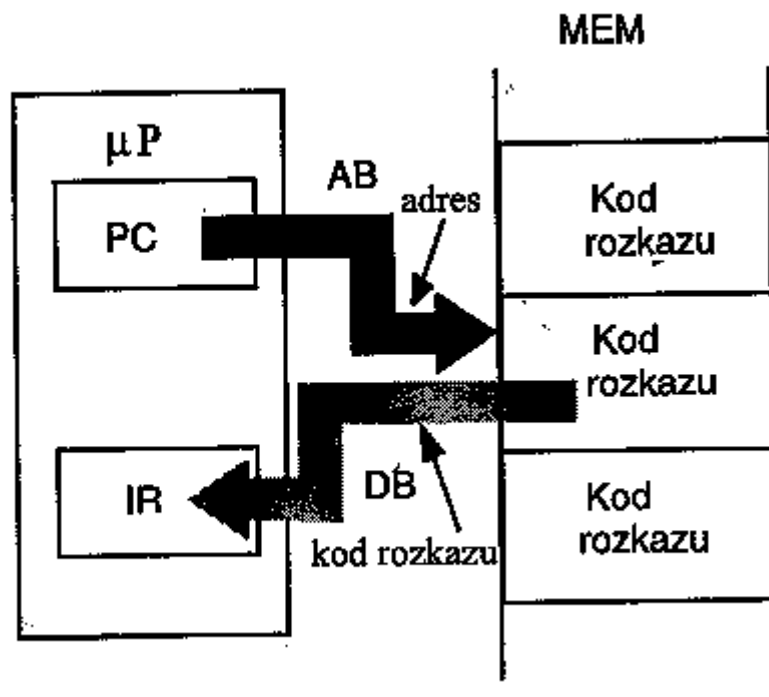 MEM
μP
AB
adres
PC
Kod
rozkazu
Kod
rozkazu
IR
DB
kod rozkazu
Kod
rozkazu